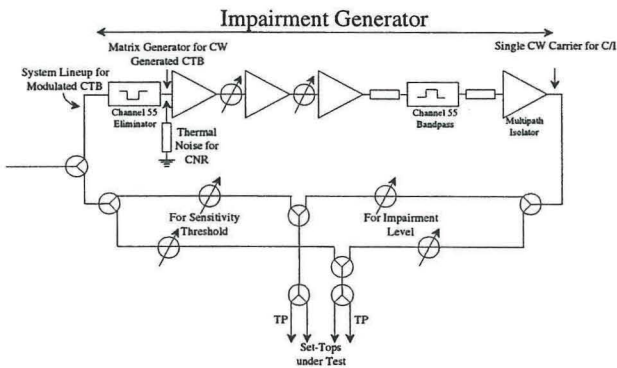 Impairment Generator
Matrix Generator for CW
Generated CTB
Single CW Carrier for C/I
System Lineup for
Modulated CTB
Channel 55
Eliminator
Thermal
Noise for
CNR
Channel 55
Bandpass
Multipath
Isolator
For Sensitivity
Threshold
For Impairment
Level
TP
TP
Set-Tops
under Test